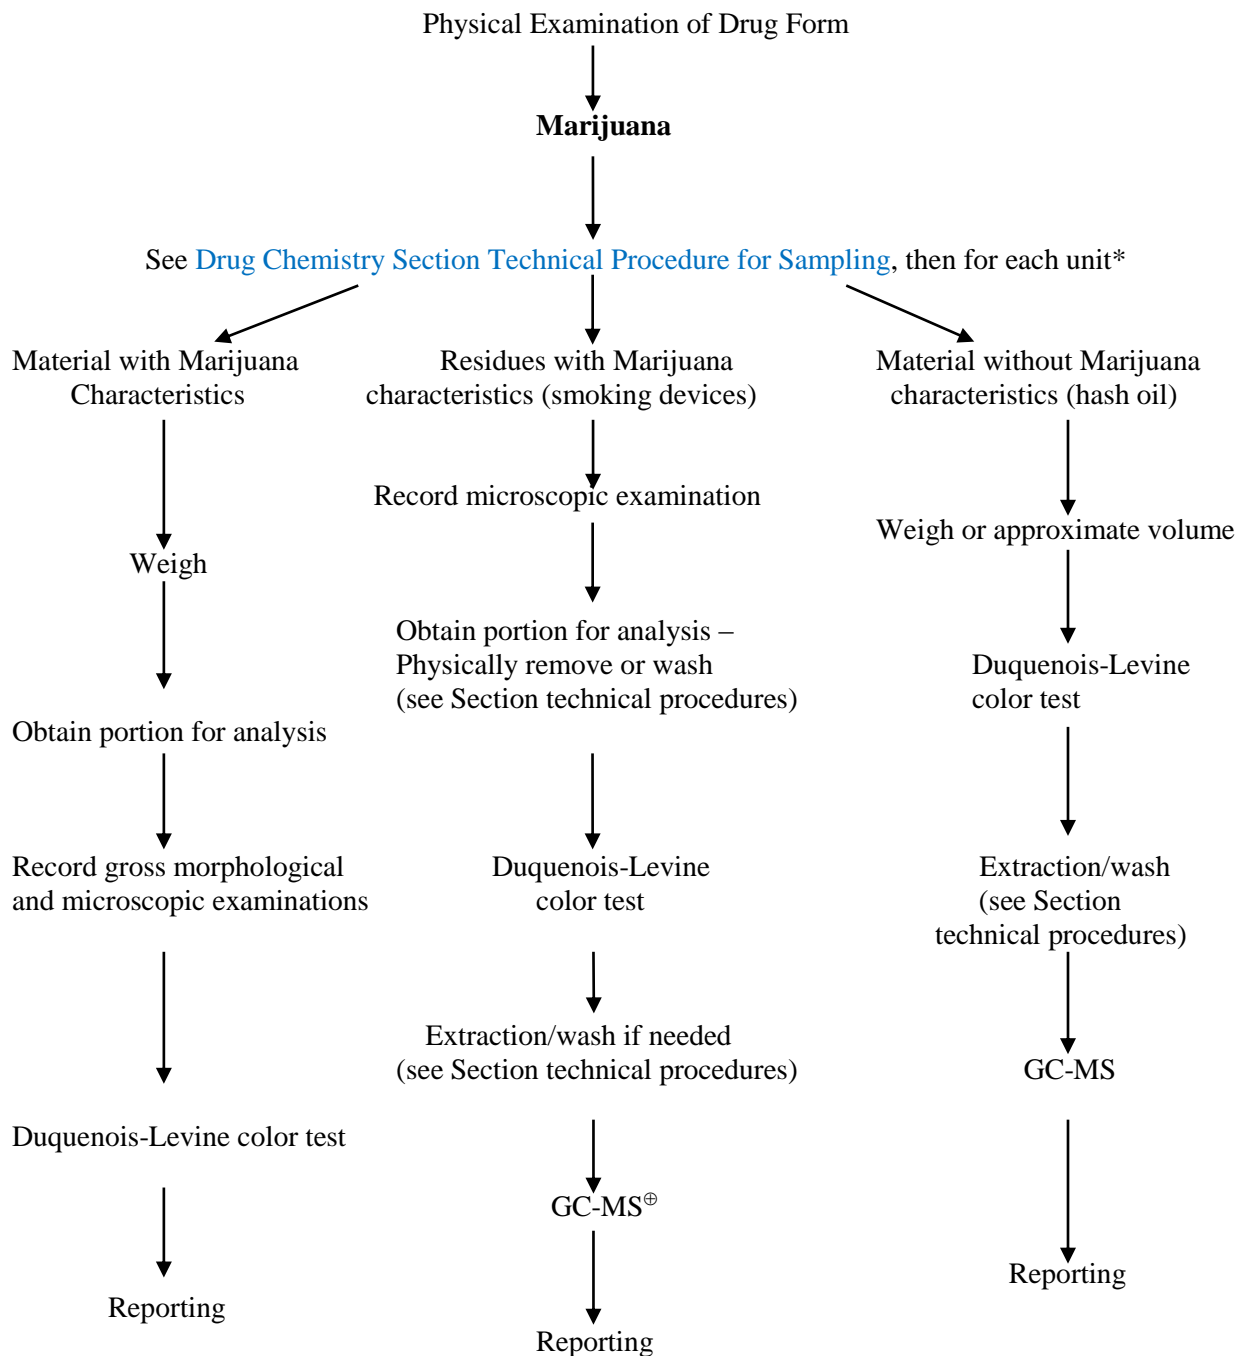 Physical Examination of Drug Form
Marijuana
See Drug Chemistry Section Technical Procedure for Sampling, then for each unit*
Material with Marijuana
Characteristics
Weigh
Obtain portion for analysis
Record gross morphological
and microscopic examinations
Duquenois-Levine color test
Reporting
Residues with Marijuana
characteristics (smoking devices)
Record microscopic examination
Obtain portion for analysis –
Physically remove or wash
(see Section technical procedures)
Duquenois-Levine
color test
Extraction/wash if needed
(see Section technical procedures)
GC-MS⊕
Reporting
Material without Marijuana
characteristics (hash oil)
Weigh or approximate volume
Duquenois-Levine
color test
Extraction/wash
(see Section
technical procedures)
GC-MS
Reporting